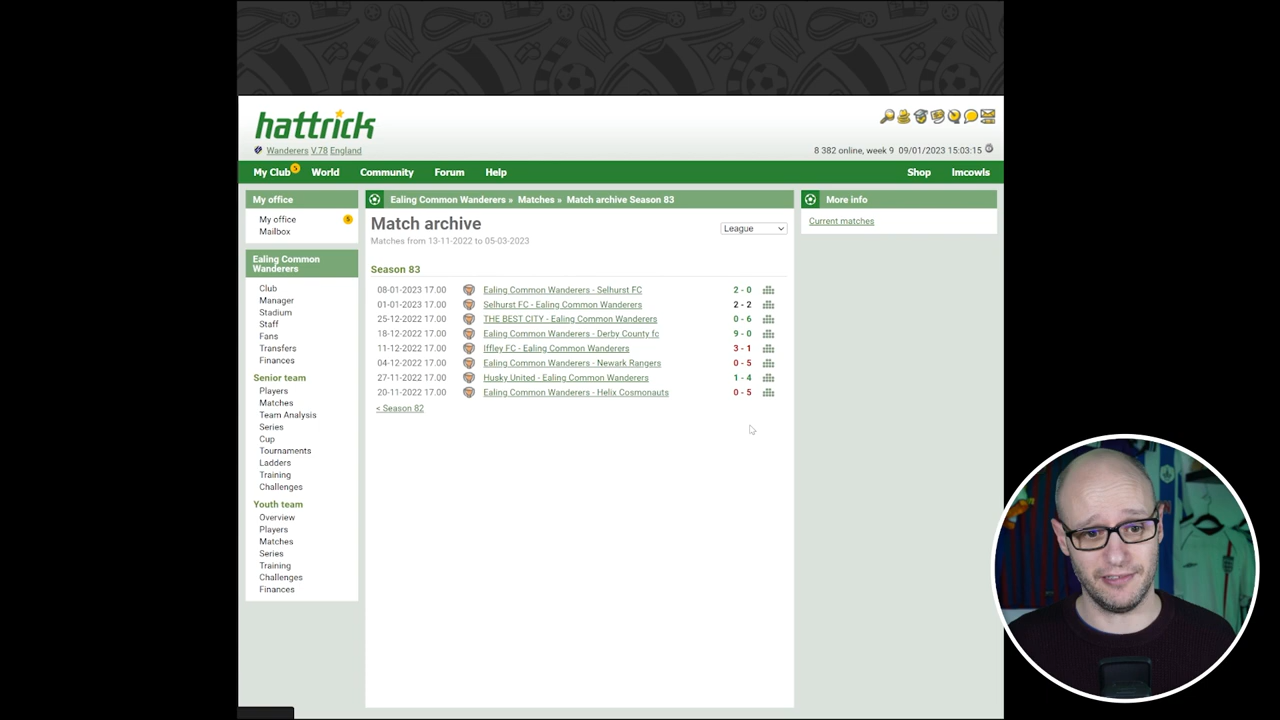 hattrick
Wanderers V.78 England
8 382 online, week 9 09/01/2023 15:03:15
My Club 5 World Community Forum Help Shop lmcowls
My office
My office 5
Mailbox
Ealing Common
Wanderers
Club
Manager
Stadium
Staff
Fans
Transfers
Finances
Senior team
Players
Matches
Team Analysis
Series
Cup
Tournaments
Ladders
Training
Challenges
Youth team
Overview
Players
Matches
Series
Training
Challenges
Finances
Ealing Common Wanderers » Matches » Match archive Season 83
Match archive
League
Matches from 13-11-2022 to 05-03-2023
Season 83
08-01-2023 17.00 Ealing Common Wanderers - Selhurst FC 2 - 0
01-01-2023 17.00 Selhurst FC - Ealing Common Wanderers 2 - 2
25-12-2022 17.00 THE BEST CITY - Ealing Common Wanderers 0 - 6
18-12-2022 17.00 Ealing Common Wanderers - Derby County fc 9 - 0
11-12-2022 17.00 Iffley FC - Ealing Common Wanderers 3 - 1
04-12-2022 17.00 Ealing Common Wanderers - Newark Rangers 0 - 5
27-11-2022 17.00 Husky United - Ealing Common Wanderers 1 - 4
20-11-2022 17.00 Ealing Common Wanderers - Helix Cosmonauts 0 - 5
< Season 82
More info
Current matches